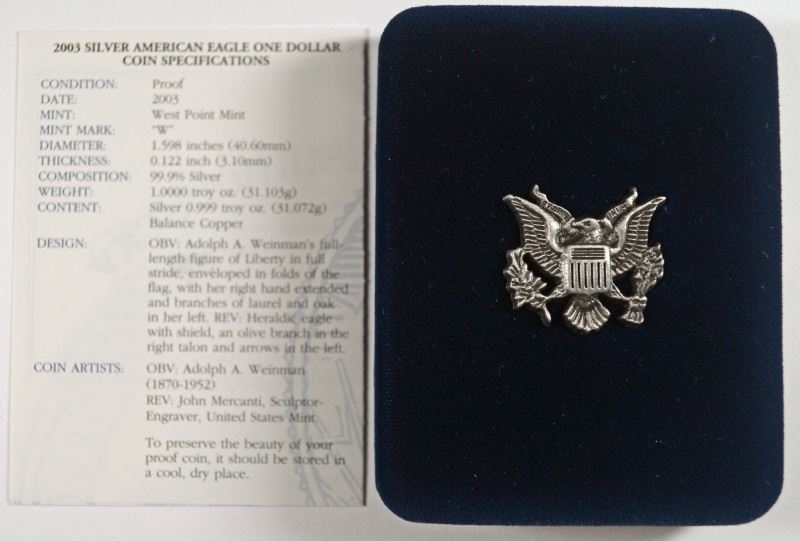 2003 SILVER AMERICAN EAGLE ONE DOLLAR
COIN SPECIFICATIONS
CONDITION: Proof
DATE: 2003
MINT: West Point Mint
MINT MARK: "W"
DIAMETER: 1.598 inches (40.60mm)
THICKNESS: 0.122 inch (3.10mm)
COMPOSITION: 99.9% Silver
WEIGHT: 1.0000 troy oz. (31.103g)
CONTENT: Silver 0.999 troy oz. (31.072g)
Balance Copper
DESIGN: OBV: Adolph A. Weinman's full-
length figure of Liberty in full
stride, enveloped in folds of the
flag, with her right hand extended
and branches of laurel and oak
in her left. REV: Heraldic eagle
with shield, an olive branch in the
right talon and arrows in the left.
COIN ARTISTS: OBV: Adolph A. Weinman
(1870-1952)
REV: John Mercanti, Sculptor-
Engraver, United States Mint
To preserve the beauty of your
proof coin, it should be stored in
a cool, dry place.